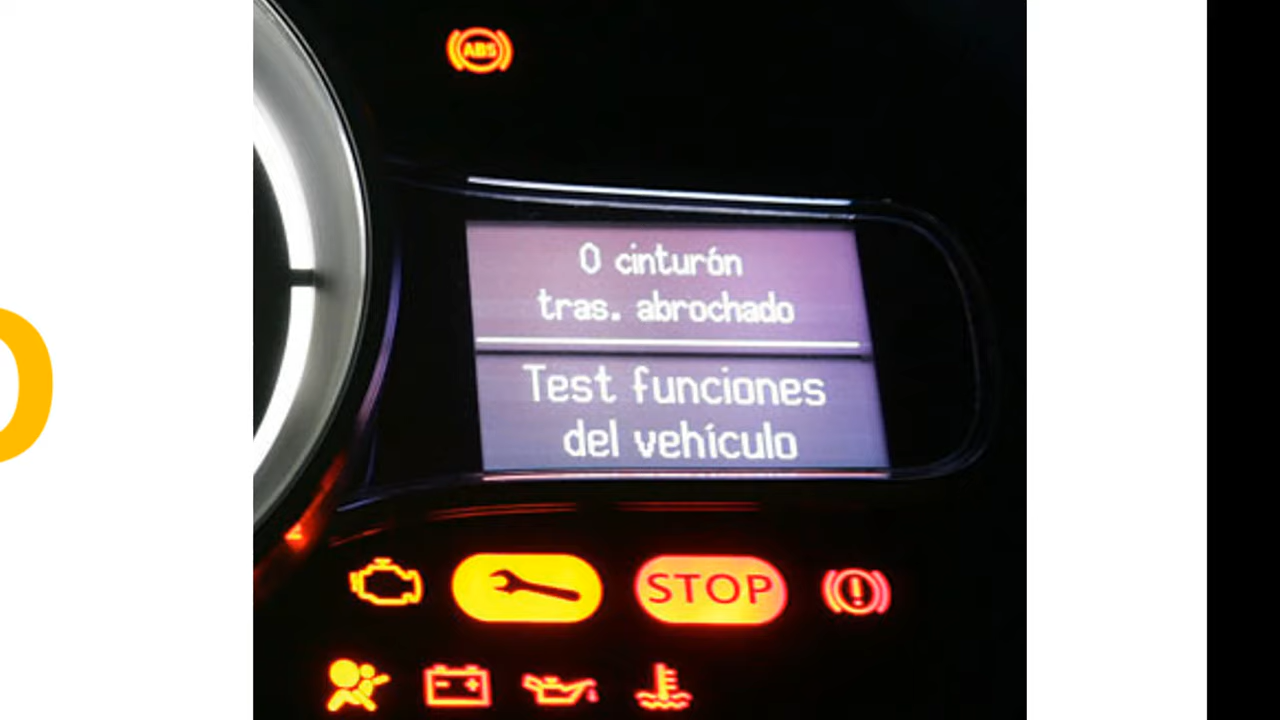 ABS
0 cinturón
tras. abrochado
Test funciones
del vehículo
STOP